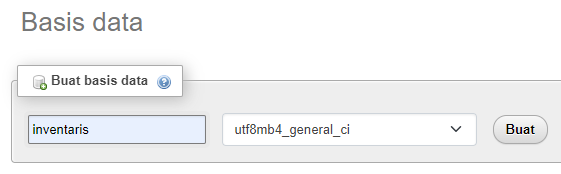 Basis data
Buat basis data
inventaris utf8mb4_general_ci Buat